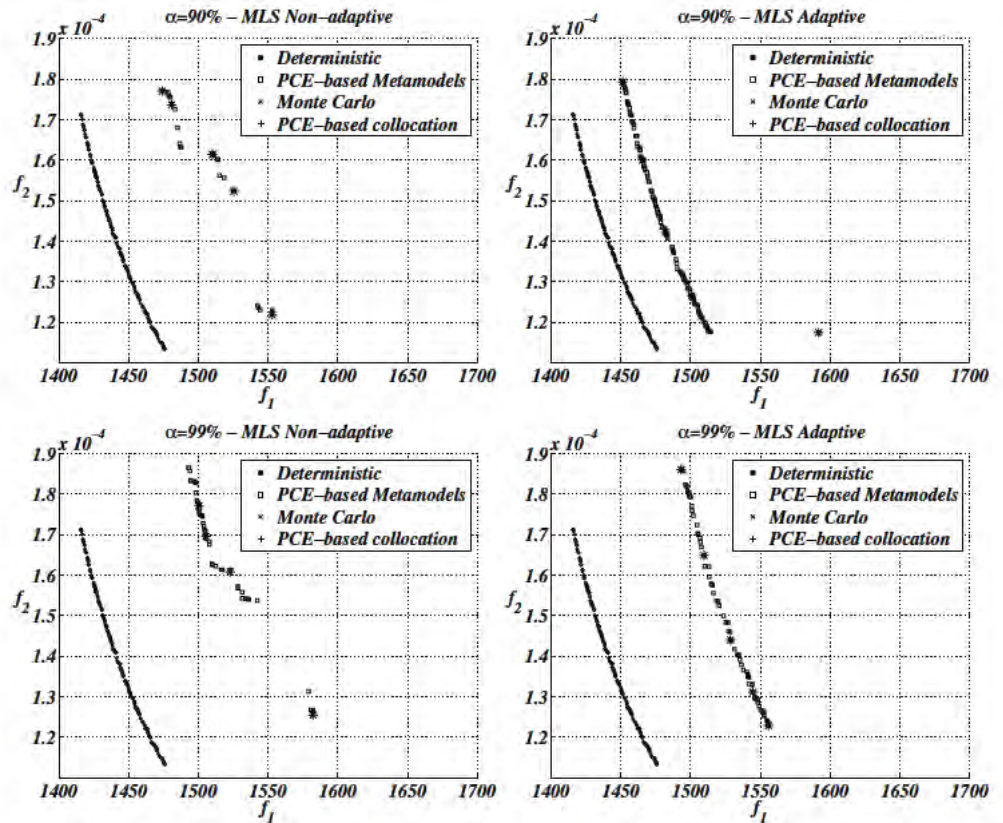 α=90% – MLS Non–adaptive
x 10⁻⁴
1.9
1.8
1.7
1.6
f₂
1.5
1.4
1.3
1.2
Deterministic
PCE–based Metamodels
Monte Carlo
PCE–based collocation
1400 1450 1500 1550 1600 1650 1700
f₁
α=90% – MLS Adaptive
x 10⁻⁴
1.9
1.8
1.7
1.6
f₂
1.5
1.4
1.3
1.2
Deterministic
PCE–based Metamodels
Monte Carlo
PCE–based collocation
1400 1450 1500 1550 1600 1650 1700
f₁
α=99% – MLS Non–adaptive
x 10⁻⁴
1.9
1.8
1.7
1.6
f₂
1.5
1.4
1.3
1.2
Deterministic
PCE–based Metamodels
Monte Carlo
PCE–based collocation
1400 1450 1500 1550 1600 1650 1700
f₁
α=99% – MLS Adaptive
x 10⁻⁴
1.9
1.8
1.7
1.6
f₂
1.5
1.4
1.3
1.2
Deterministic
PCE–based Metamodels
Monte Carlo
PCE–based collocation
1400 1450 1500 1550 1600 1650 1700
f₁